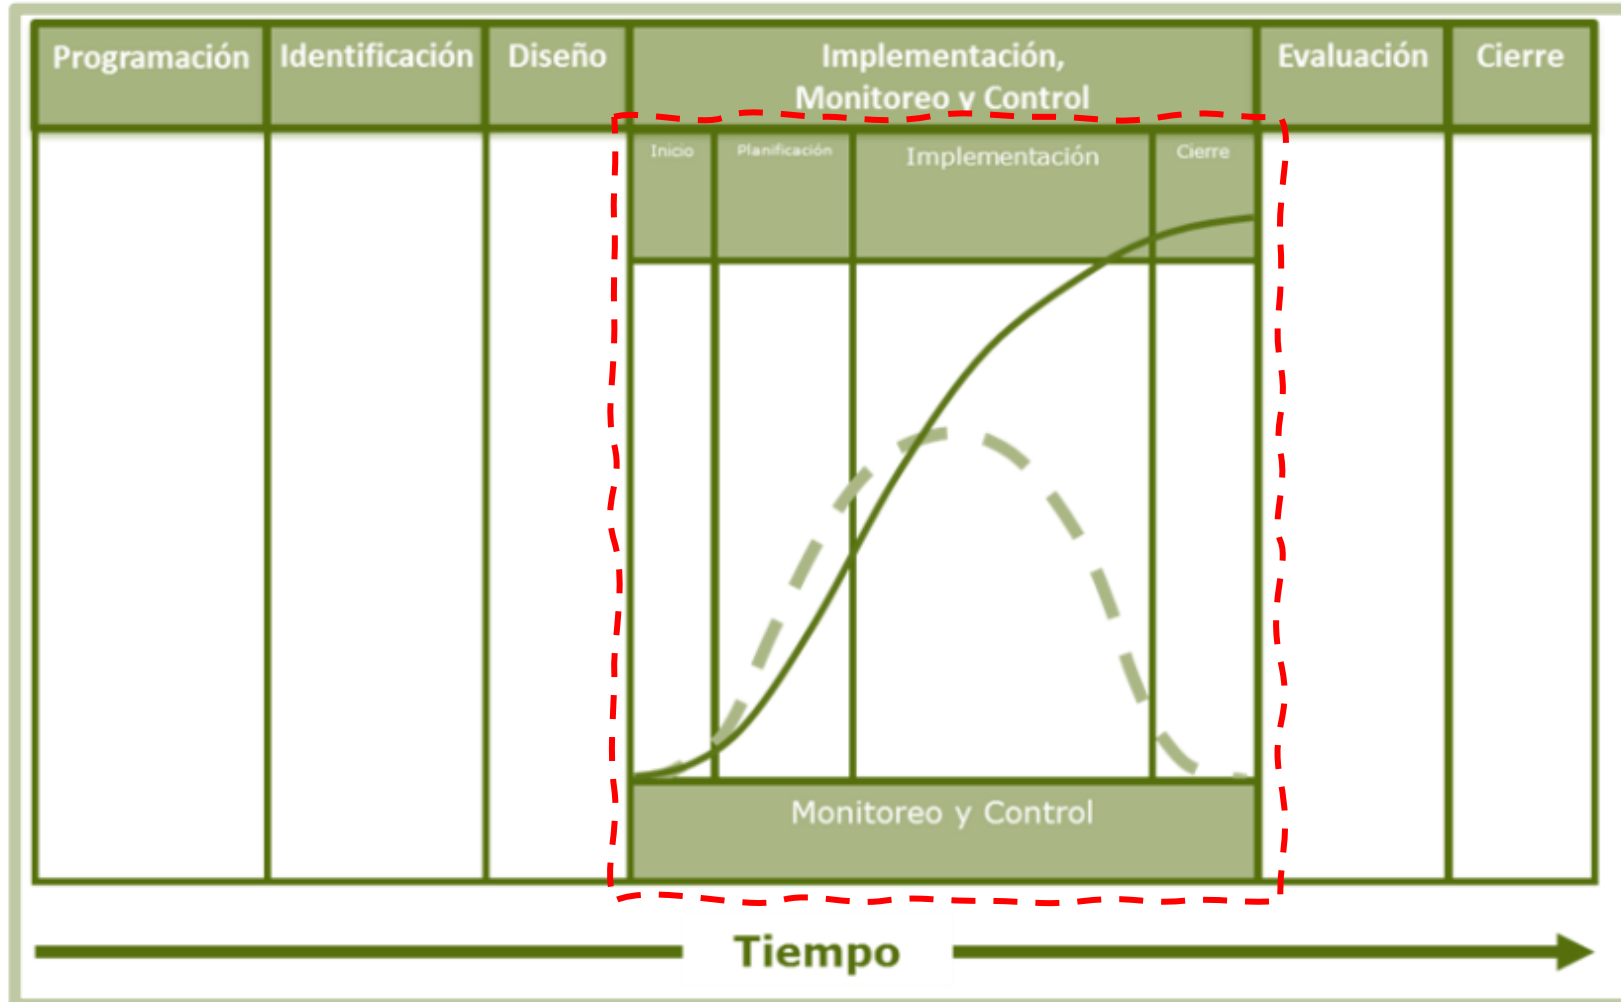 Programación
Identificación
Diseño
Implementación,
Monitoreo y Control
Evaluación
Cierre
Inicio
Planificación
Implementación
Cierre
Monitoreo y Control
Tiempo